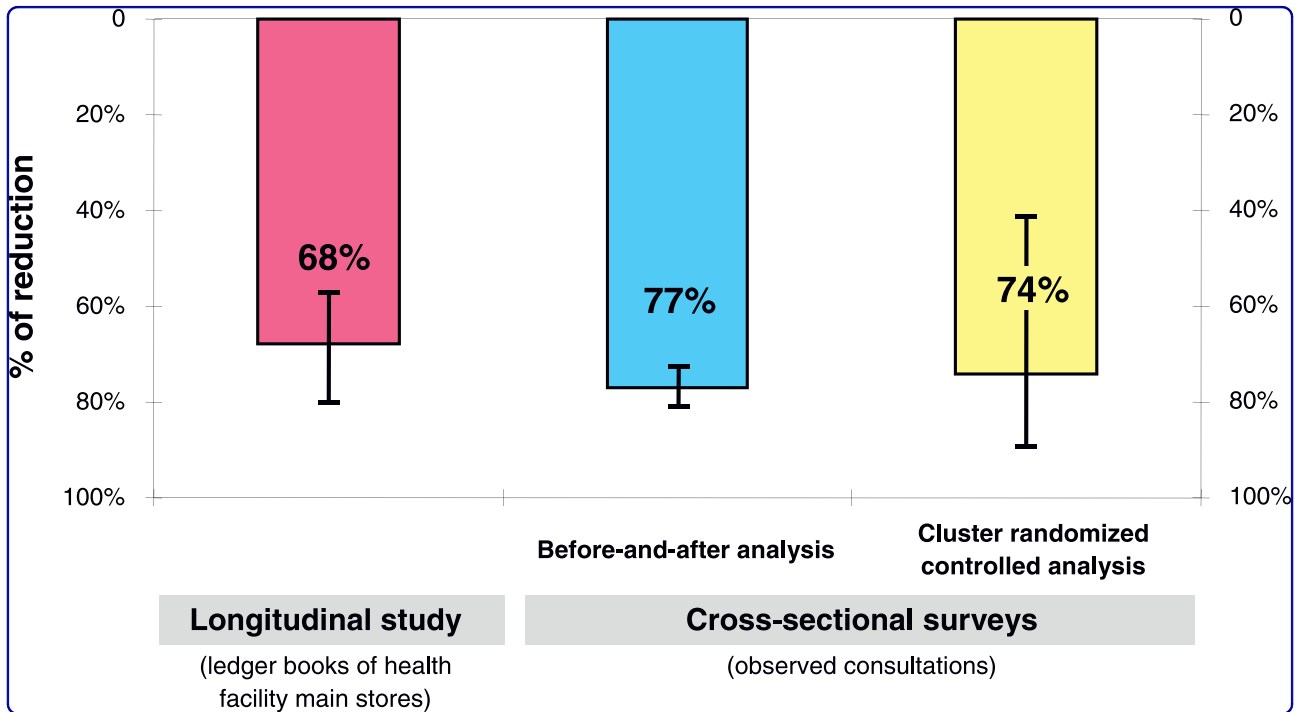 % of reduction
0
20%
40%
60%
80%
100%
68%
77%
74%
0
20%
40%
60%
80%
100%
Before-and-after analysis
Cluster randomized
controlled analysis
Longitudinal study
(ledger books of health
facility main stores)
Cross-sectional surveys
(observed consultations)